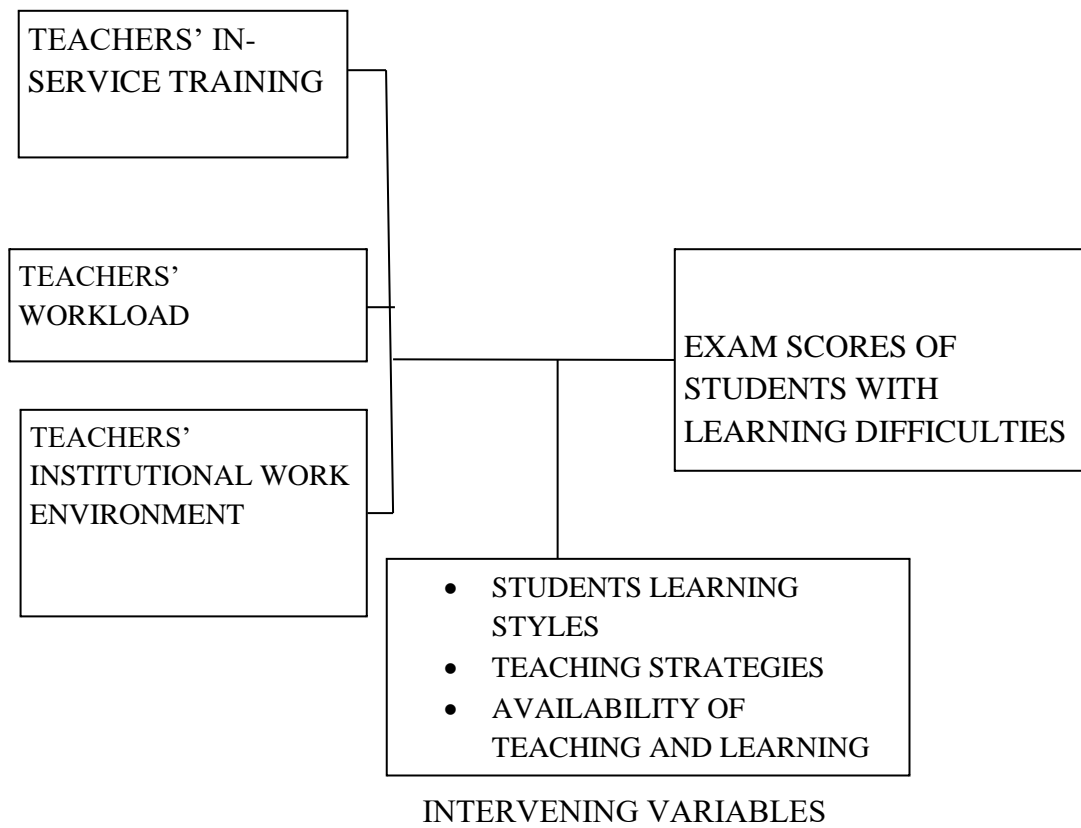 TEACHERS’ IN-
SERVICE TRAINING
TEACHERS’
WORKLOAD
TEACHERS’
INSTITUTIONAL WORK
ENVIRONMENT
EXAM SCORES OF
STUDENTS WITH
LEARNING DIFFICULTIES
• STUDENTS LEARNING
STYLES
• TEACHING STRATEGIES
• AVAILABILITY OF
TEACHING AND LEARNING
INTERVENING VARIABLES